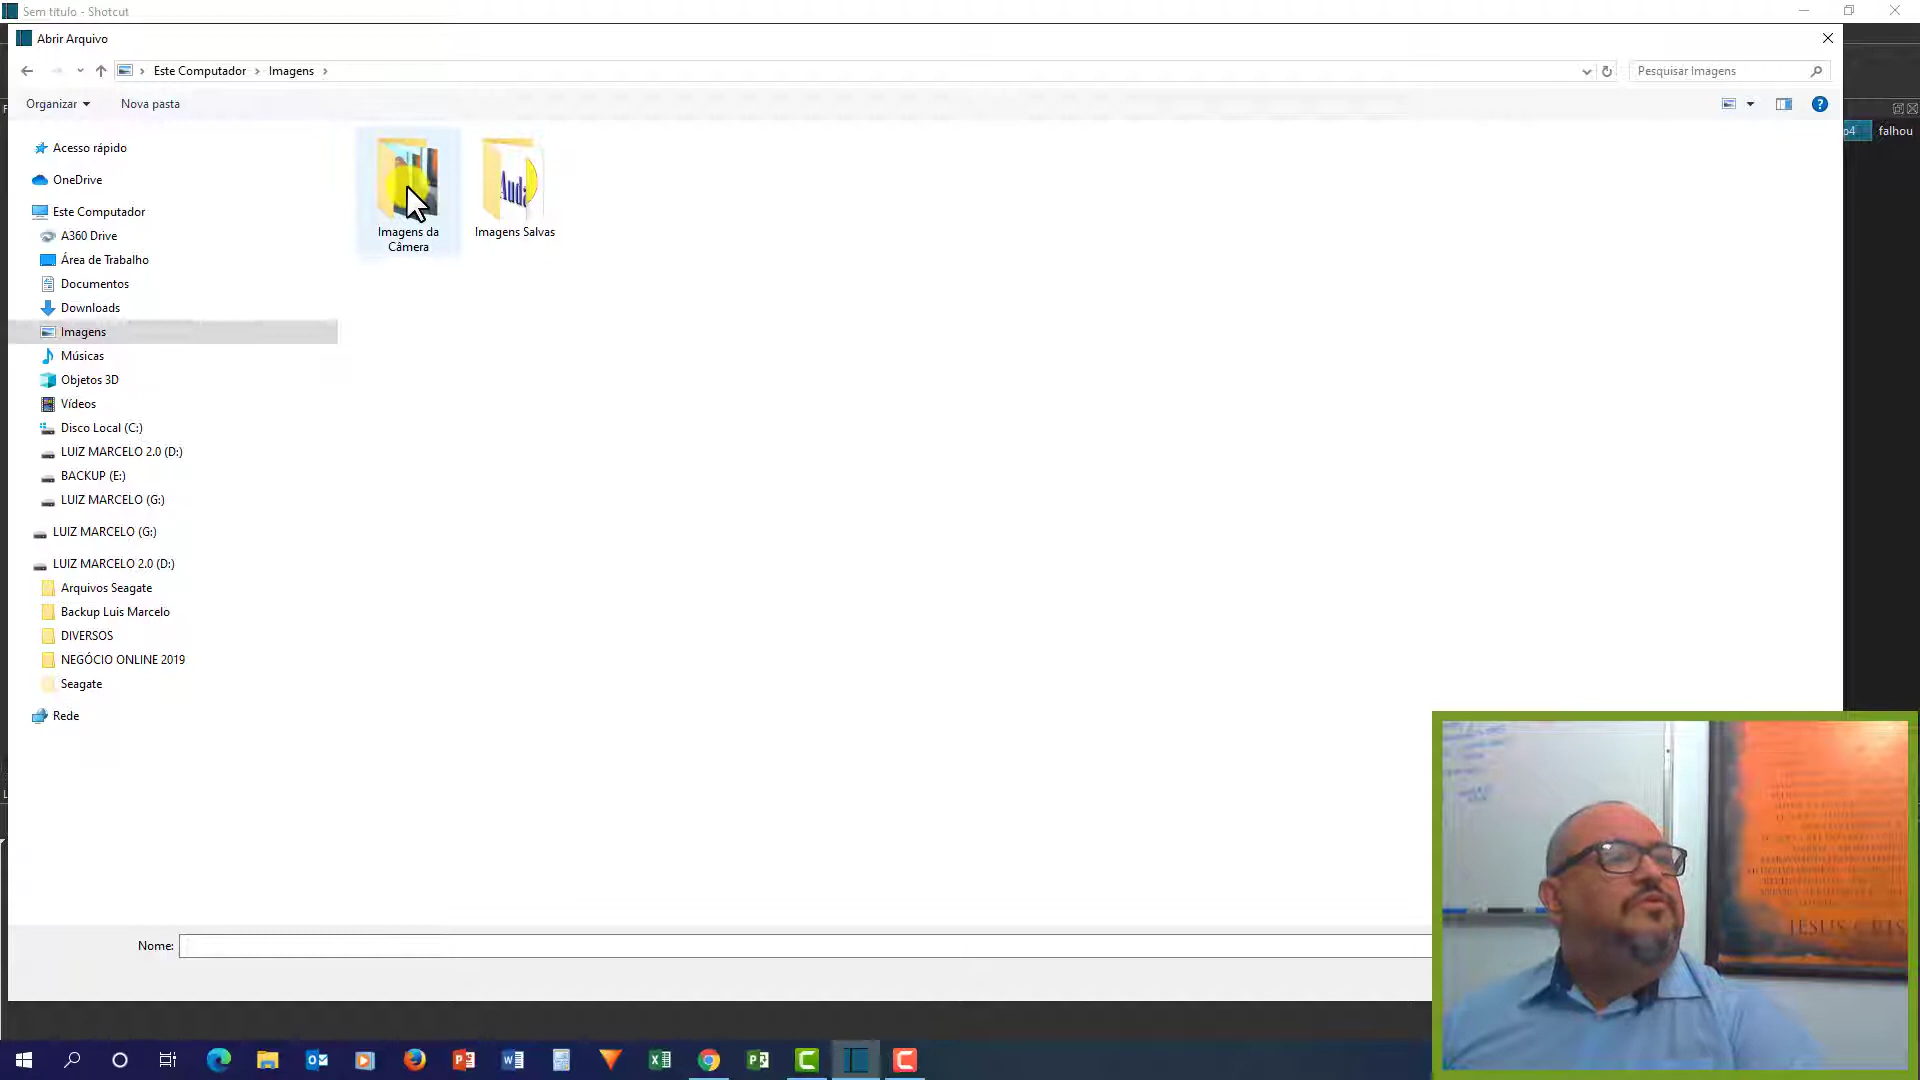 Sem título - Shotcut
Abrir Arquivo
Este Computador
Imagens
Pesquisar Imagens
Organizar
Nova pasta
Acesso rápido
OneDrive
Este Computador
A360 Drive
Área de Trabalho
Documentos
Downloads
Imagens
Músicas
Objetos 3D
Vídeos
Disco Local (C:)
LUIZ MARCELO 2.0 (D:)
BACKUP (E:)
LUIZ MARCELO (G:)
LUIZ MARCELO (G:)
LUIZ MARCELO 2.0 (D:)
Arquivos Seagate
Backup Luis Marcelo
DIVERSOS
NEGÓCIO ONLINE 2019
Seagate
Rede
Imagens da
Câmera
Auda
Imagens Salvas
falhou
Nome: